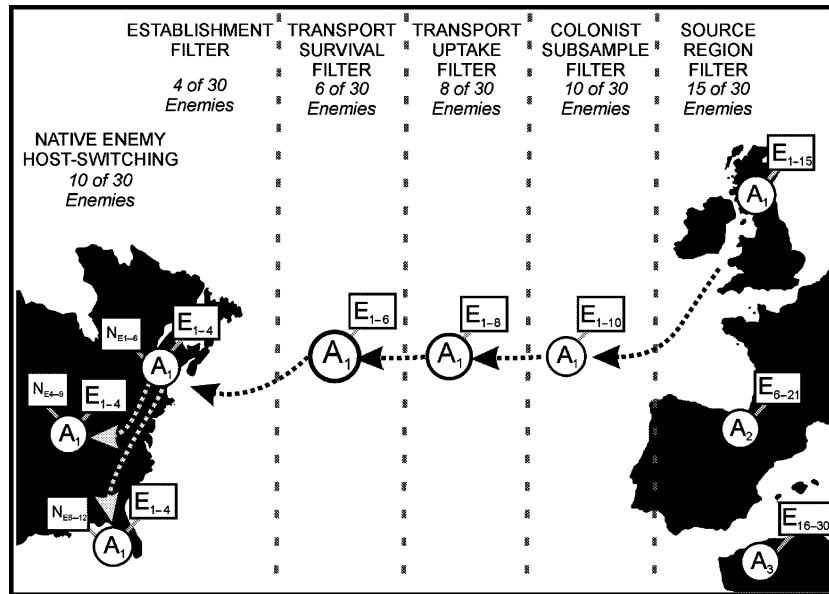 ESTABLISHMENT
FILTER
4 of 30
Enemies
TRANSPORT
SURVIVAL
FILTER
6 of 30
Enemies
TRANSPORT
UPTAKE
FILTER
8 of 30
Enemies
COLONIST
SUBSAMPLE
FILTER
10 of 30
Enemies
SOURCE
REGION
FILTER
15 of 30
Enemies
NATIVE ENEMY
HOST-SWITCHING
10 of 30
Enemies
E1–15
A1
E1–6
A1
E1–8
A1
E1–10
A1
NE1–6
E1–4
A1
NE4–9
E1–4
A1
E6–21
A2
E1–4
A1
E16–30
A3